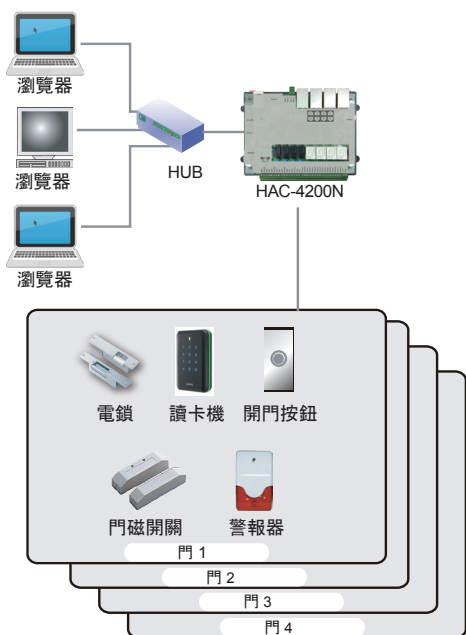 瀏覽器
瀏覽器
瀏覽器
HUB
HAC-4200N
電鎖
讀卡機
開門按鈕
門磁開關
警報器
門 1
門 2
門 3
門 4